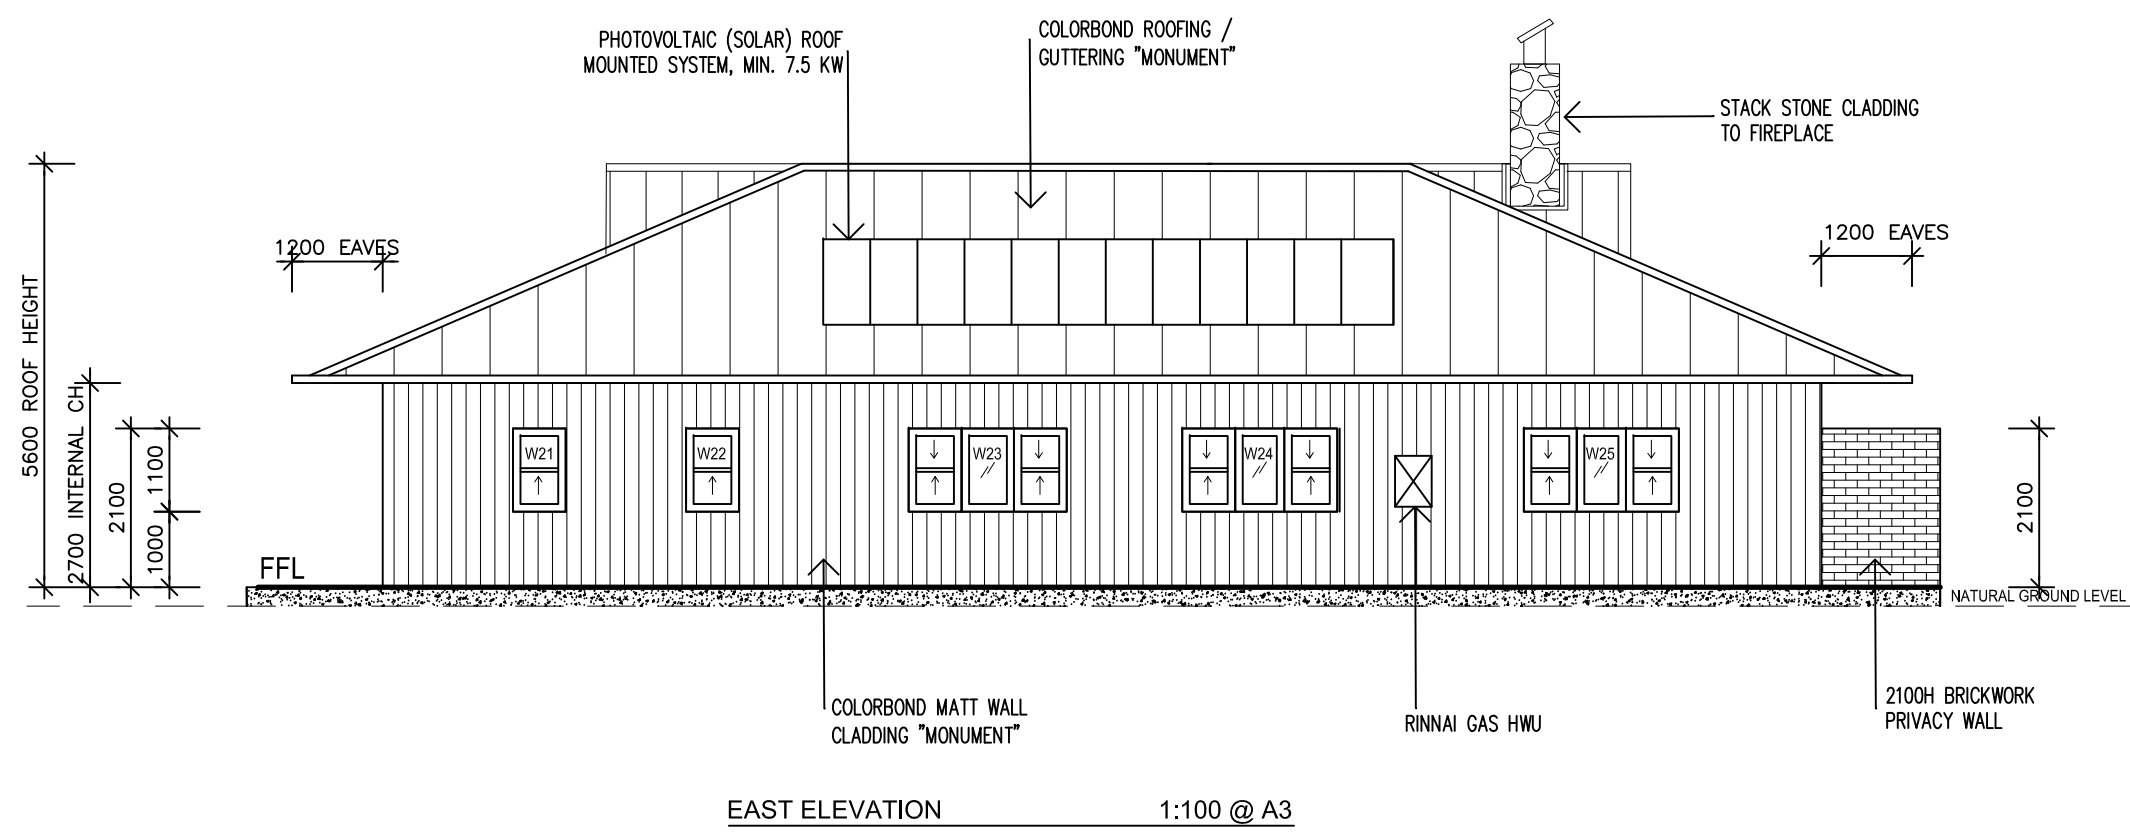 PHOTOVOLTAIC (SOLAR) ROOF
MOUNTED SYSTEM, MIN. 7.5 KW
COLORBOND ROOFING /
GUTTERING "MONUMENT"
STACK STONE CLADDING
TO FIREPLACE
1200 EAVES
1200 EAVES
5600 ROOF HEIGHT
2700 INTERNAL CH
2100
1100
1000
W21
W22
W23
W24
W25
2100
FFL
NATURAL GROUND LEVEL
COLORBOND MATT WALL
CLADDING "MONUMENT"
RINNAI GAS HWU
2100H BRICKWORK
PRIVACY WALL
EAST ELEVATION 1:100 @ A3